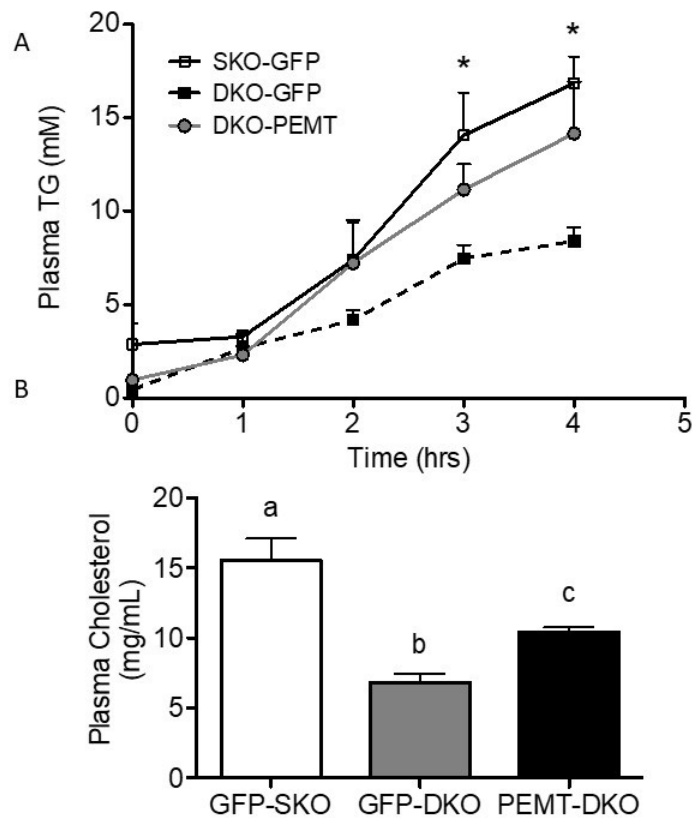 A
20
15
10
5
0
Plasma TG (mM)
SKO-GFP
DKO-GFP
DKO-PEMT
*
*
0 1 2 3 4 5
Time (hrs)
B
20
15
10
5
0
Plasma Cholesterol
(mg/mL)
a
b
c
GFP-SKO GFP-DKO PEMT-DKO